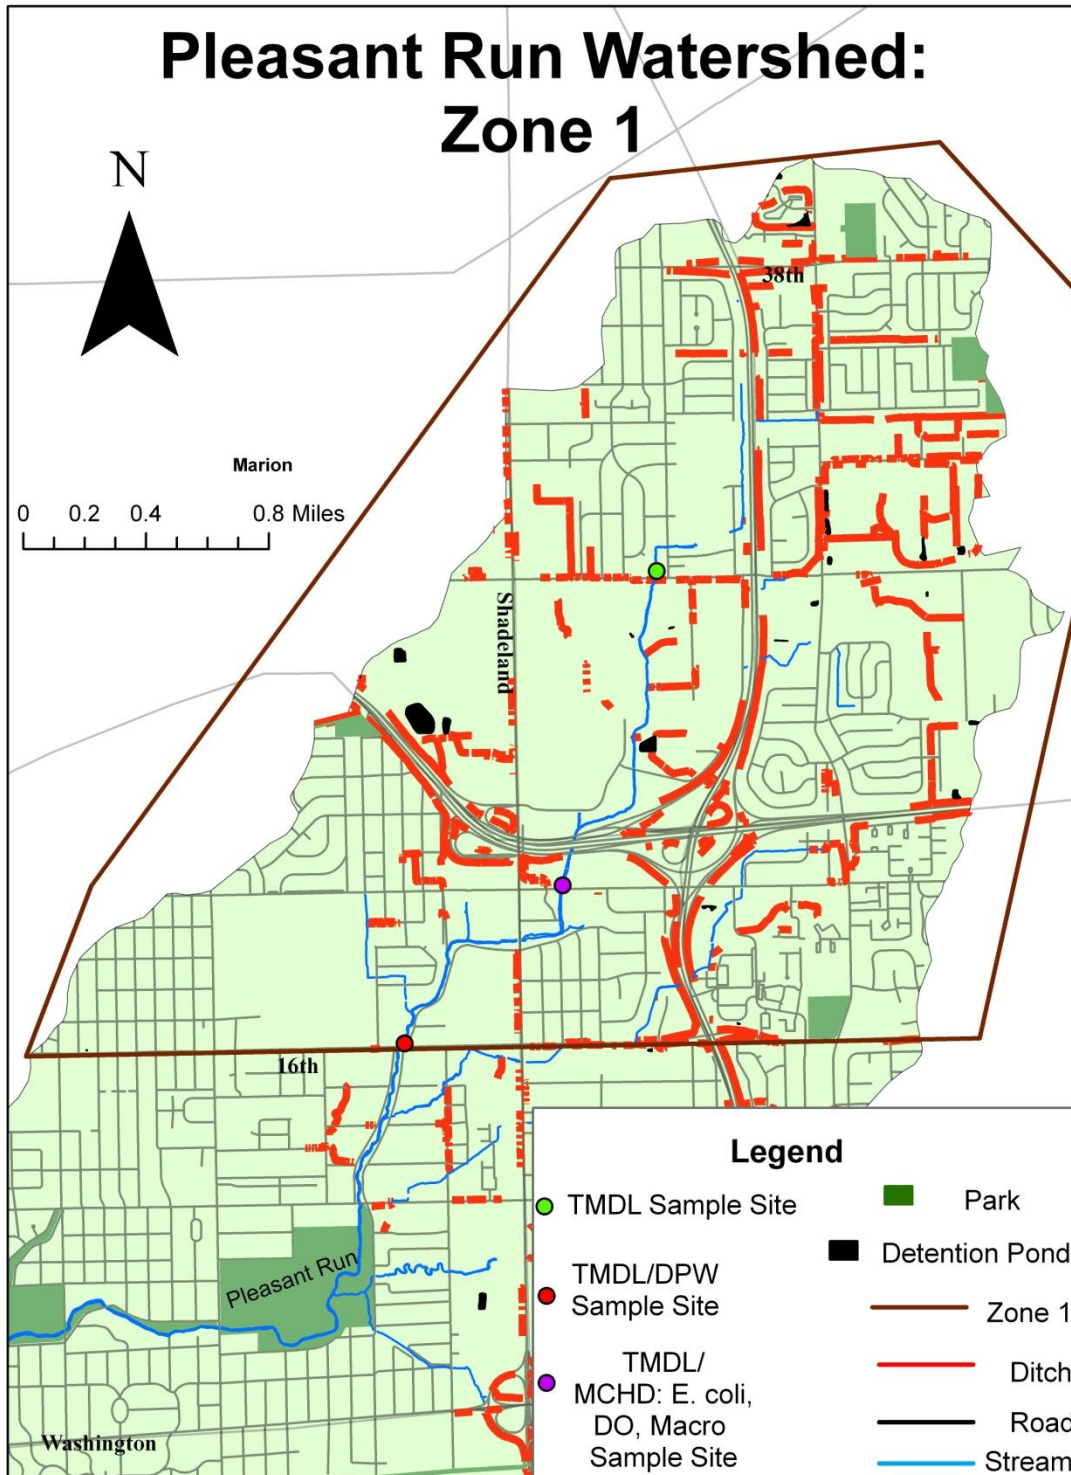 Pleasant Run Watershed:
Zone 1
N
38th
Marion
0 0.2 0.4 0.8 Miles
Shadeland
16th
Pleasant Run
Washington
Legend
TMDL Sample Site
TMDL/DPW
Sample Site
TMDL/
MCHD: E. coli,
DO, Macro
Sample Site
Park
Detention Pond
Zone 1
Ditch
Road
Stream